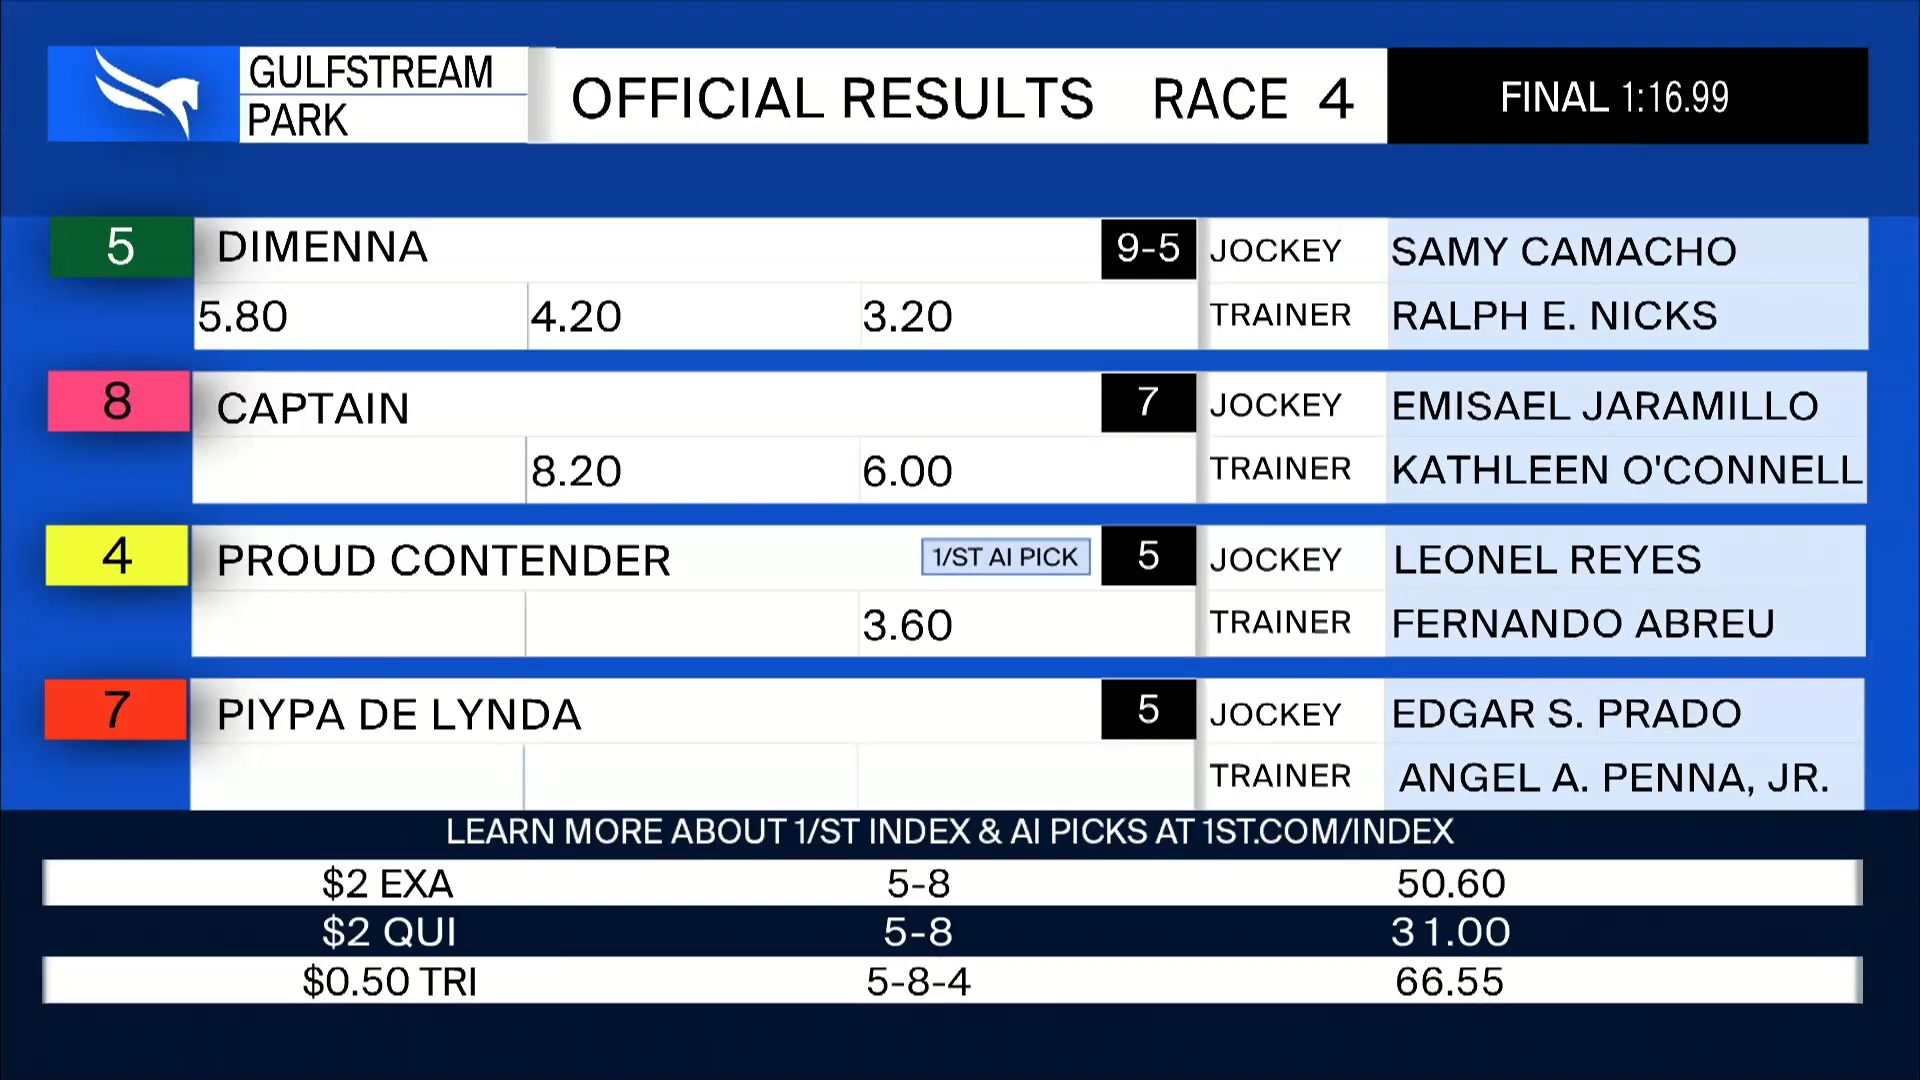 GULFSTREAM
PARK
OFFICIAL RESULTS RACE 4
FINAL 1:16.99
5 DIMENNA 9-5 JOCKEY SAMY CAMACHO
5.80 4.20 3.20 TRAINER RALPH E. NICKS
8 CAPTAIN 7 JOCKEY EMISAEL JARAMILLO
8.20 6.00 TRAINER KATHLEEN O'CONNELL
4 PROUD CONTENDER 1/ST AI PICK 5 JOCKEY LEONEL REYES
3.60 TRAINER FERNANDO ABREU
7 PIYPA DE LYNDA 5 JOCKEY EDGAR S. PRADO
TRAINER ANGEL A. PENNA, JR.
LEARN MORE ABOUT 1/ST INDEX & AI PICKS AT 1ST.COM/INDEX
$2 EXA 5-8 50.60
$2 QUI 5-8 31.00
$0.50 TRI 5-8-4 66.55